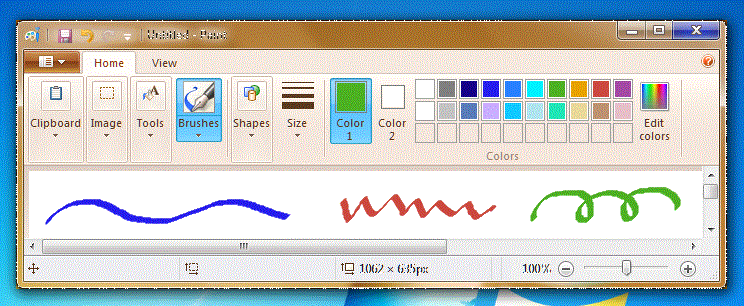 Untitled - Paint
Home View
Clipboard Image Tools Brushes Shapes Size Color 1 Color 2 Edit colors
Colors
1062 × 635px 100%